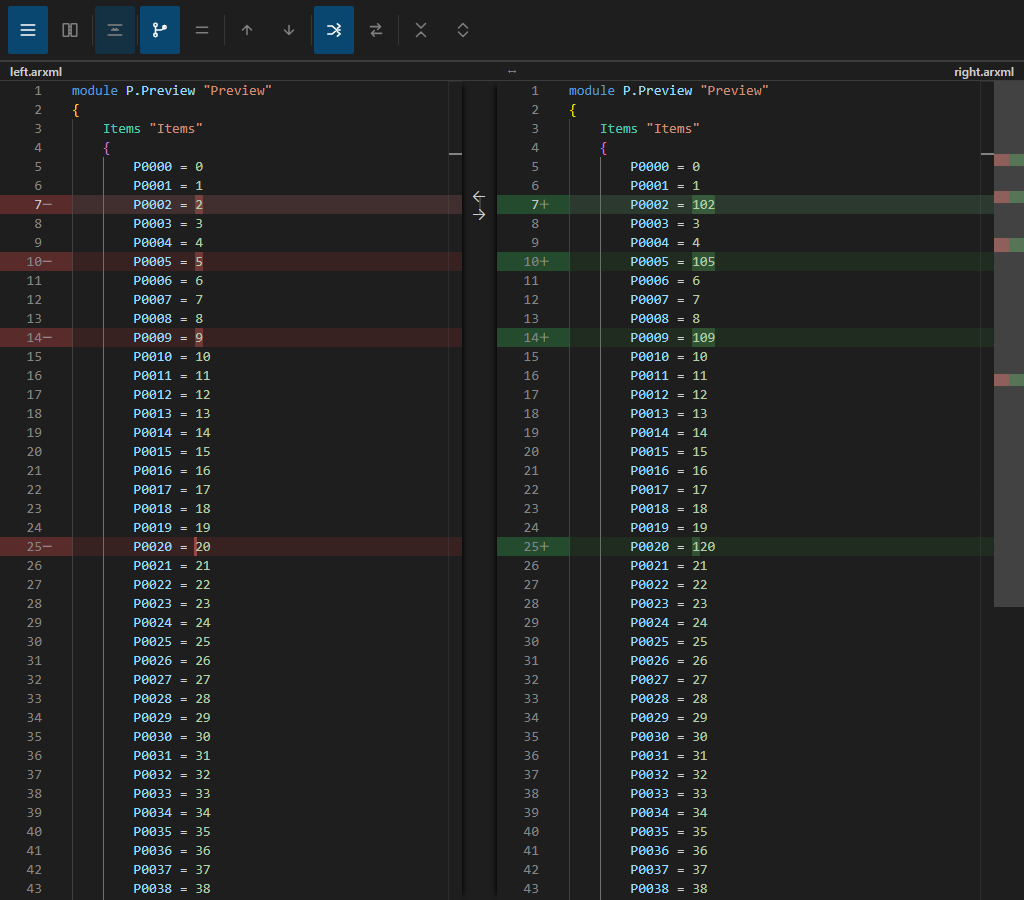 left.arxml ↔ right.arxml
1 module P.Preview "Preview"
2 {
3 Items "Items"
4 {
5 P0000 = 0
6 P0001 = 1
7− P0002 = 2
8 P0003 = 3
9 P0004 = 4
10− P0005 = 5
11 P0006 = 6
12 P0007 = 7
13 P0008 = 8
14− P0009 = 9
15 P0010 = 10
16 P0011 = 11
17 P0012 = 12
18 P0013 = 13
19 P0014 = 14
20 P0015 = 15
21 P0016 = 16
22 P0017 = 17
23 P0018 = 18
24 P0019 = 19
25− P0020 = 20
26 P0021 = 21
27 P0022 = 22
28 P0023 = 23
29 P0024 = 24
30 P0025 = 25
31 P0026 = 26
32 P0027 = 27
33 P0028 = 28
34 P0029 = 29
35 P0030 = 30
36 P0031 = 31
37 P0032 = 32
38 P0033 = 33
39 P0034 = 34
40 P0035 = 35
41 P0036 = 36
42 P0037 = 37
43 P0038 = 38
1 module P.Preview "Preview"
2 {
3 Items "Items"
4 {
5 P0000 = 0
6 P0001 = 1
7+ P0002 = 102
8 P0003 = 3
9 P0004 = 4
10+ P0005 = 105
11 P0006 = 6
12 P0007 = 7
13 P0008 = 8
14+ P0009 = 109
15 P0010 = 10
16 P0011 = 11
17 P0012 = 12
18 P0013 = 13
19 P0014 = 14
20 P0015 = 15
21 P0016 = 16
22 P0017 = 17
23 P0018 = 18
24 P0019 = 19
25+ P0020 = 120
26 P0021 = 21
27 P0022 = 22
28 P0023 = 23
29 P0024 = 24
30 P0025 = 25
31 P0026 = 26
32 P0027 = 27
33 P0028 = 28
34 P0029 = 29
35 P0030 = 30
36 P0031 = 31
37 P0032 = 32
38 P0033 = 33
39 P0034 = 34
40 P0035 = 35
41 P0036 = 36
42 P0037 = 37
43 P0038 = 38